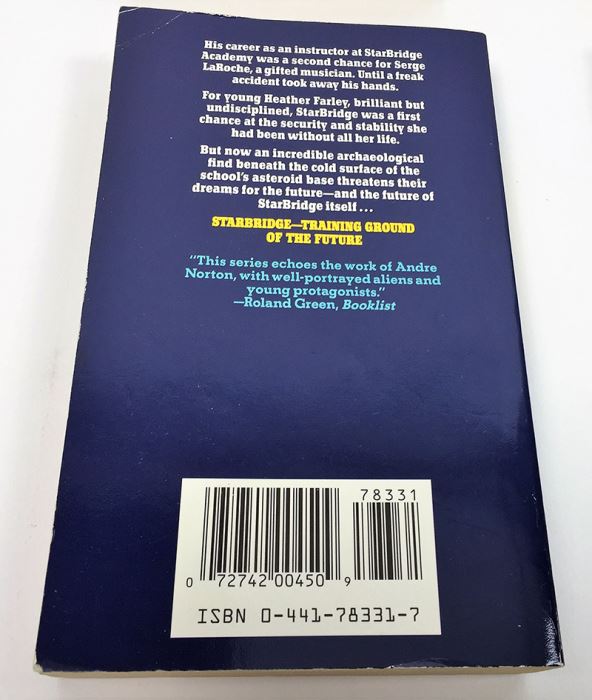 His career as an instructor at StarBridge
Academy was a second chance for Serge
LaRoche, a gifted musician. Until a freak
accident took away his hands.
For young Heather Farley, brilliant but
undisciplined, StarBridge was a first
chance at the security and stability she
had been without all her life.
But now an incredible archaeological
find beneath the cold surface of the
school's asteroid base threatens their
dreams for the future—and the future of
StarBridge itself...
STARBRIDGE—TRAINING GROUND
OF THE FUTURE
"This series echoes the work of Andre
Norton, with well-portrayed aliens and
young protagonists."
—Roland Green, Booklist
78331
0 72742 00450 9
ISBN 0-441-78331-7